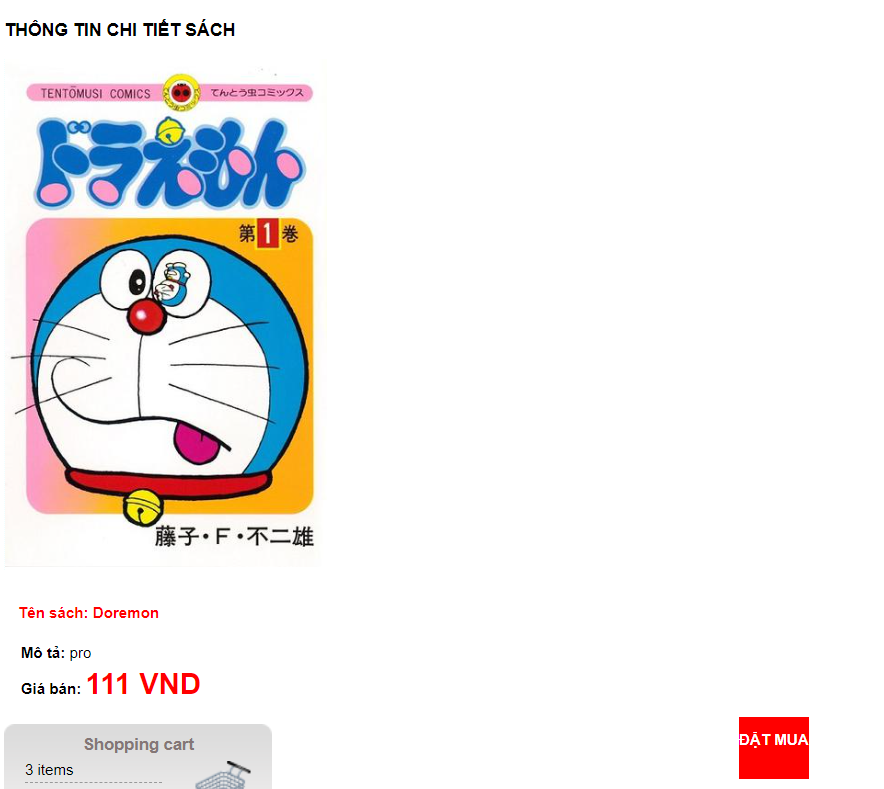 THÔNG TIN CHI TIẾT SÁCH
TENTŌMUSI COMICS てんとう虫コミックス
ドラえもん
第1巻
藤子・F・不二雄
Tên sách: Doremon
Mô tả: pro
Giá bán: 111 VND
Shopping cart
ĐẶT MUA
3 items